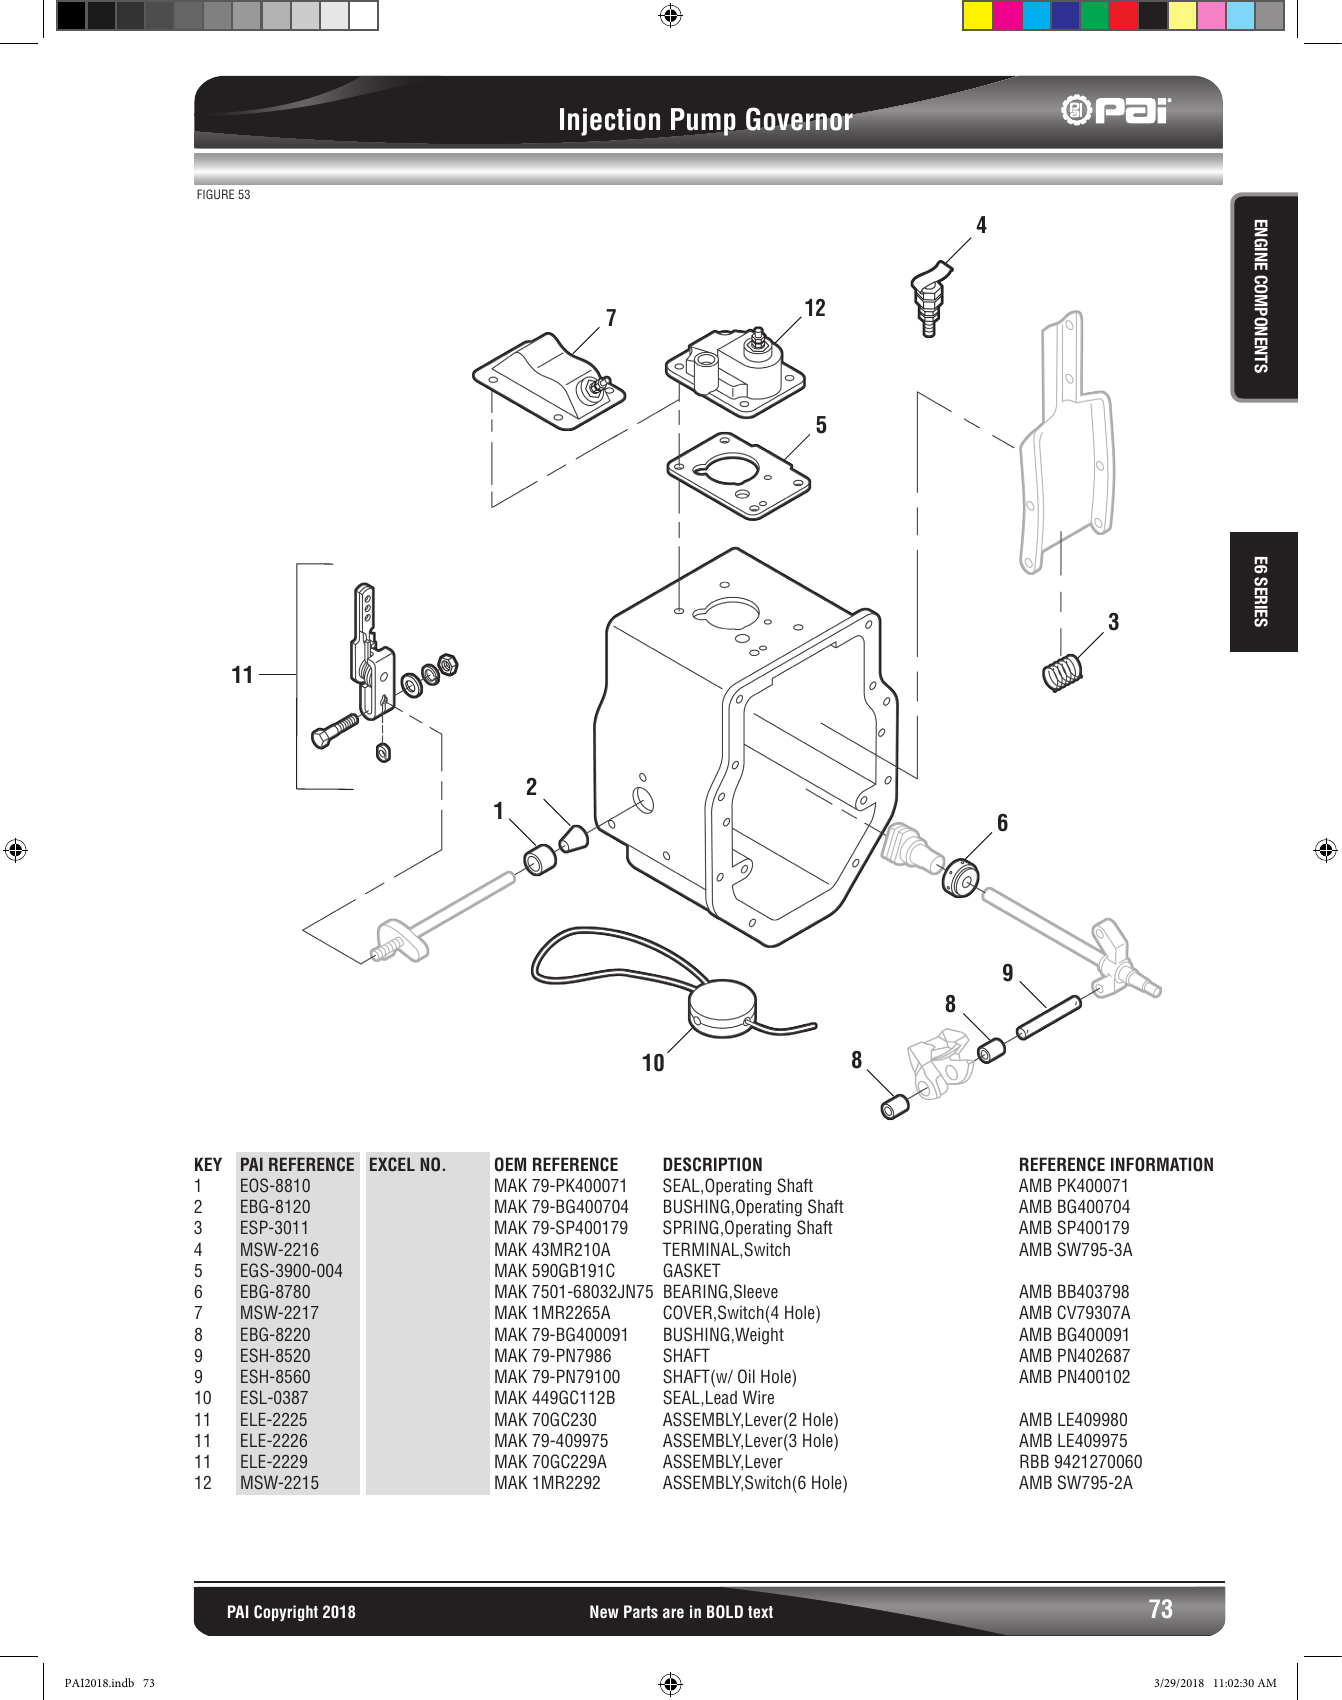 Injection Pump Governor
PAI
pai
FIGURE 53
ENGINE COMPONENTS
E6 SERIES
4
7
12
5
3
11
2
1
6
9
8
10
8
KEY PAI REFERENCE EXCEL NO. OEM REFERENCE DESCRIPTION REFERENCE INFORMATION
1 EOS-8810 MAK 79-PK400071 SEAL,Operating Shaft AMB PK400071
2 EBG-8120 MAK 79-BG400704 BUSHING,Operating Shaft AMB BG400704
3 ESP-3011 MAK 79-SP400179 SPRING,Operating Shaft AMB SP400179
4 MSW-2216 MAK 43MR210A TERMINAL,Switch AMB SW795-3A
5 EGS-3900-004 MAK 590GB191C GASKET
6 EBG-8780 MAK 7501-68032JN75 BEARING,Sleeve AMB BB403798
7 MSW-2217 MAK 1MR2265A COVER,Switch(4 Hole) AMB CV79307A
8 EBG-8220 MAK 79-BG400091 BUSHING,Weight AMB BG400091
9 ESH-8520 MAK 79-PN7986 SHAFT AMB PN402687
9 ESH-8560 MAK 79-PN79100 SHAFT(w/ Oil Hole) AMB PN400102
10 ESL-0387 MAK 449GC112B SEAL,Lead Wire
11 ELE-2225 MAK 70GC230 ASSEMBLY,Lever(2 Hole) AMB LE409980
11 ELE-2226 MAK 79-409975 ASSEMBLY,Lever(3 Hole) AMB LE409975
11 ELE-2229 MAK 70GC229A ASSEMBLY,Lever RBB 9421270060
12 MSW-2215 MAK 1MR2292 ASSEMBLY,Switch(6 Hole) AMB SW795-2A
PAI Copyright 2018 New Parts are in BOLD text 73
PAI2018.indb 73 3/29/2018 11:02:30 AM